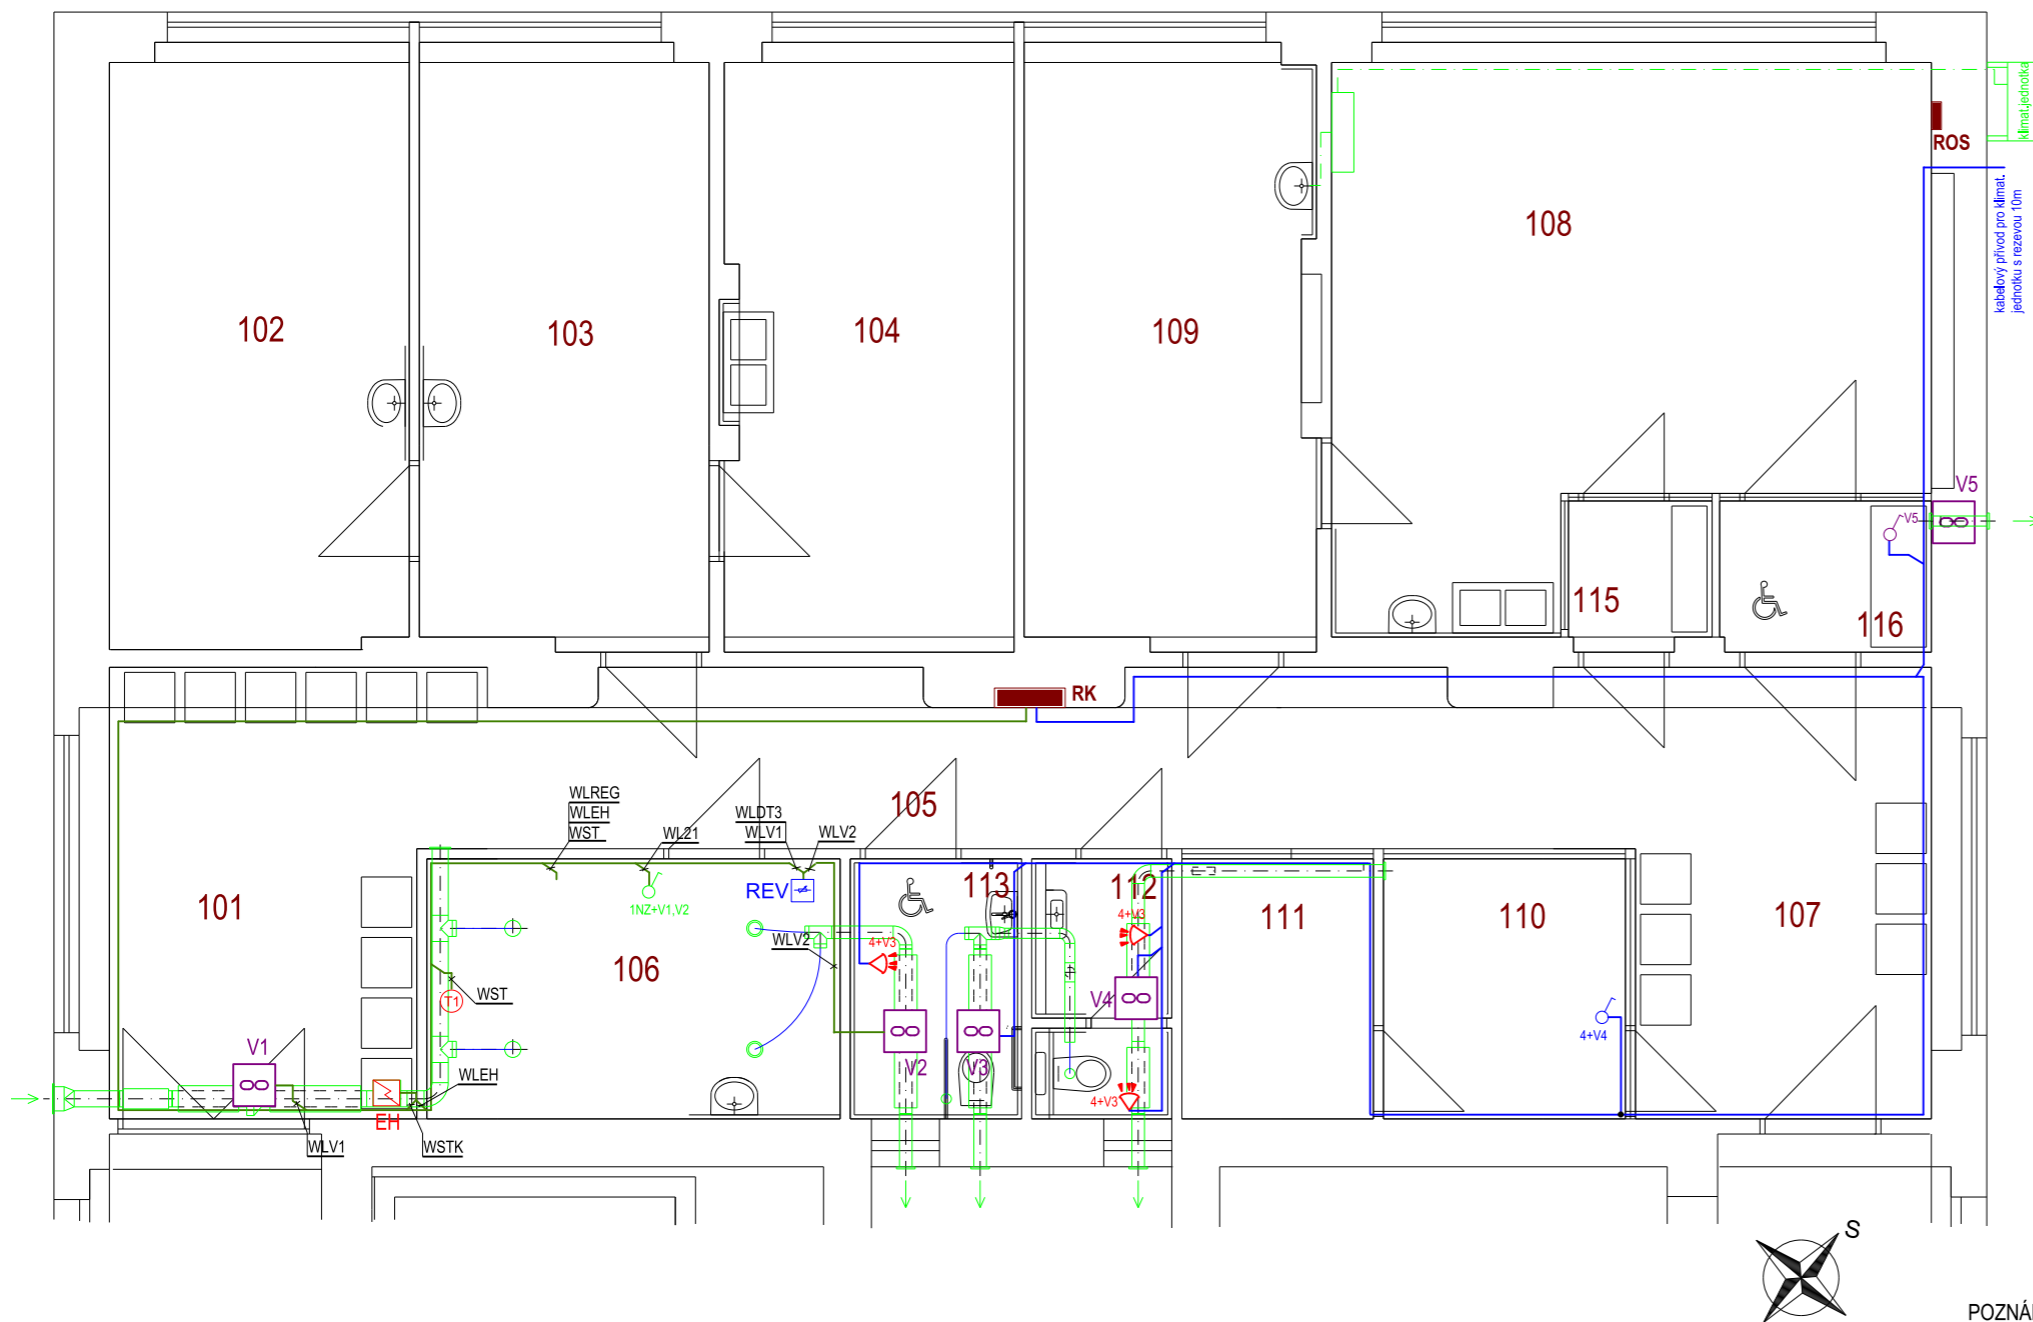 klimat.jednotka
ROS
kabelový přívod pro klimat.
jednotku s rezevou 10m
108
102
103
104
109
V5
V5
115
116
RK
WLREG
WLEH
WST
WL21
WLDT3
WLV1
WLV2
105
REV
1NZ+V1,V2
113
112
101
111
110
107
4+V3
4+V3
WLV2
106
WST
T1
V4
4+V4
V1
V2
V3
WLEH
4+V3
EH
WLV1
WSTK
S
POZNÁ